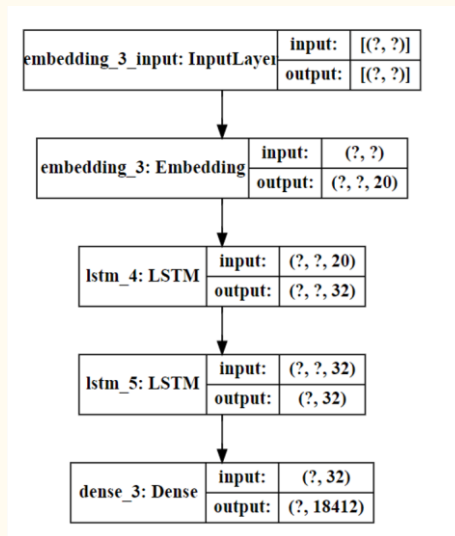 embedding_3_input: InputLayer
input: [(?, ?)]
output: [(?, ?)]
embedding_3: Embedding
input: (?, ?)
output: (?, ?, 20)
lstm_4: LSTM
input: (?, ?, 20)
output: (?, ?, 32)
lstm_5: LSTM
input: (?, ?, 32)
output: (?, 32)
dense_3: Dense
input: (?, 32)
output: (?, 18412)